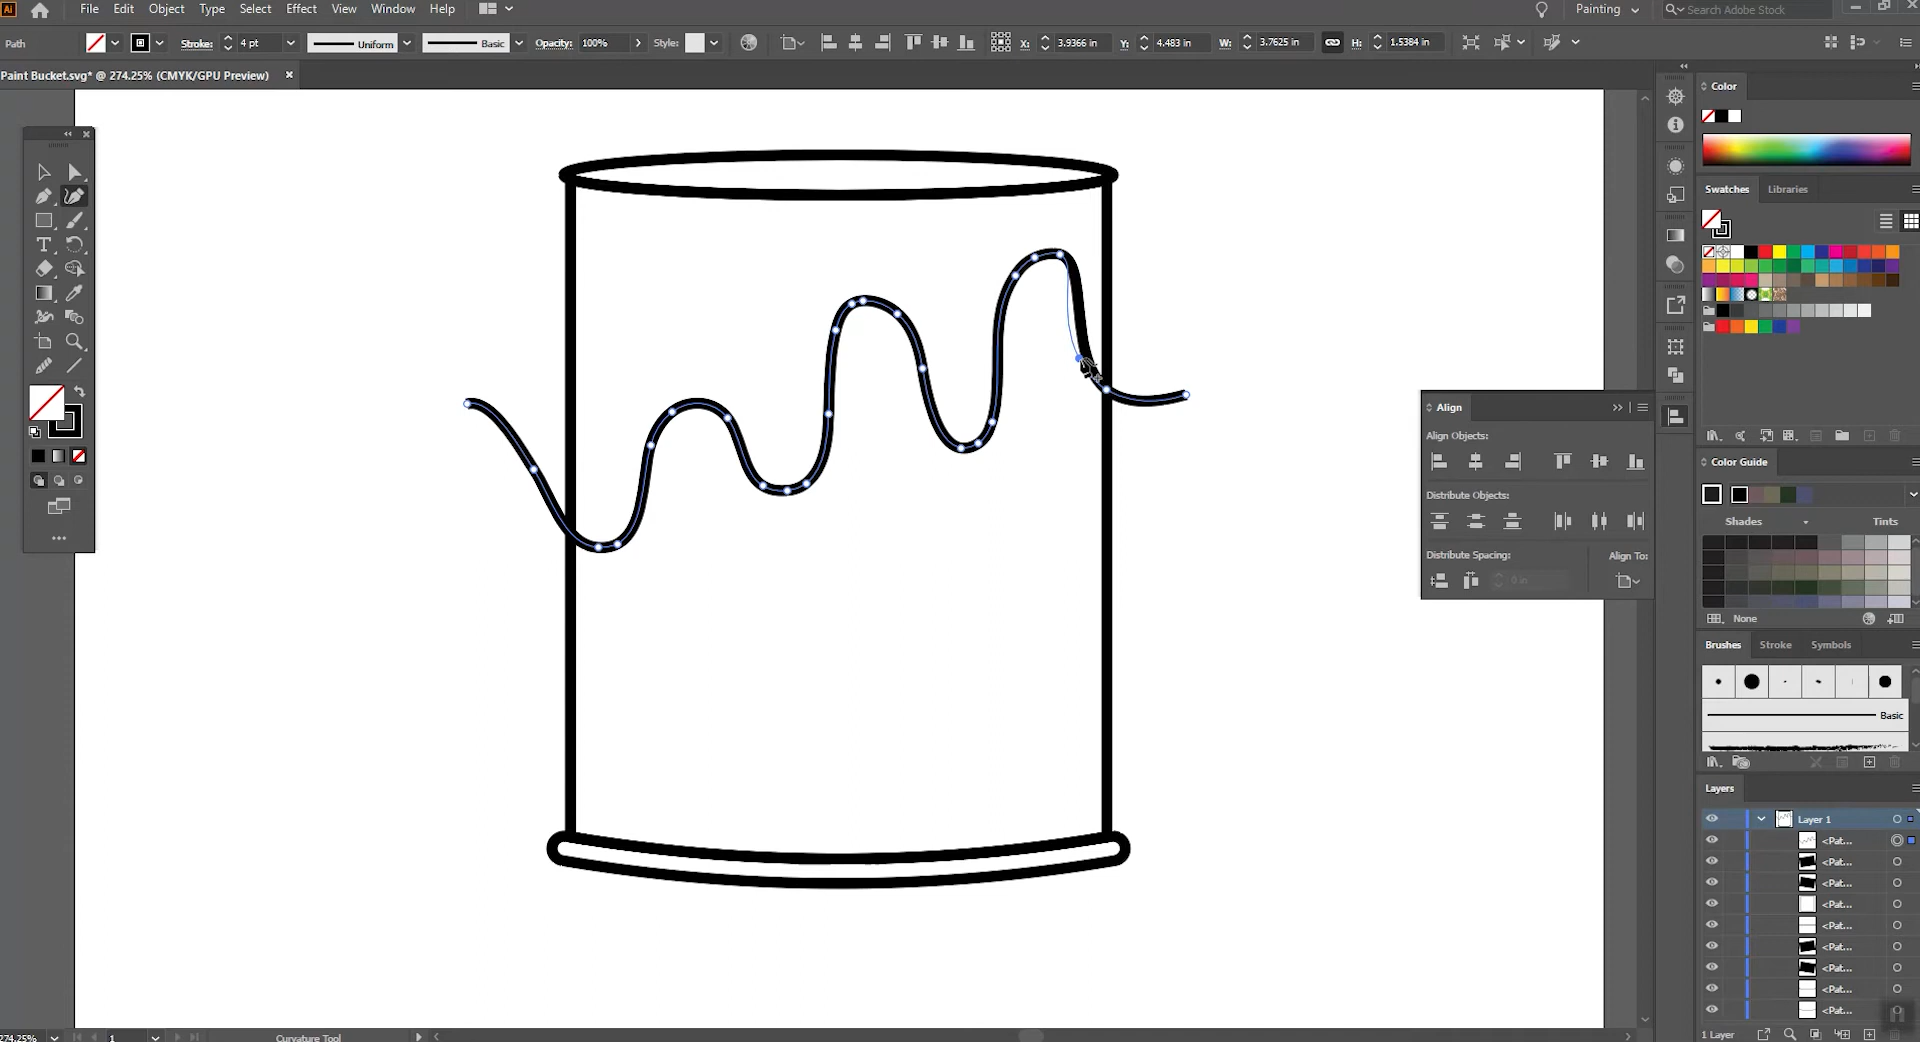 Ai File Edit Object Type Select Effect View Window Help Painting Search Adobe Stock
Path Stroke: 4 pt Uniform Basic Opacity: 100% Style: X: 3.9366 in Y: 4.483 in W: 3.7625 in H: 1.5384 in
Paint Bucket.svg* @ 274.25% (CMYK/GPU Preview)
Color
Swatches Libraries
Align
Align Objects:
Distribute Objects:
Distribute Spacing: Align To:
0 in
Color Guide
Shades Tints
None
Brushes Stroke Symbols
Basic
Layers
Layer 1
<Pat...
<Pat...
<Pat...
<Pat...
<Pat...
<Pat...
<Pat...
<Pat...
<Pat...
1 Layer
274.25% 1 Curvature Tool